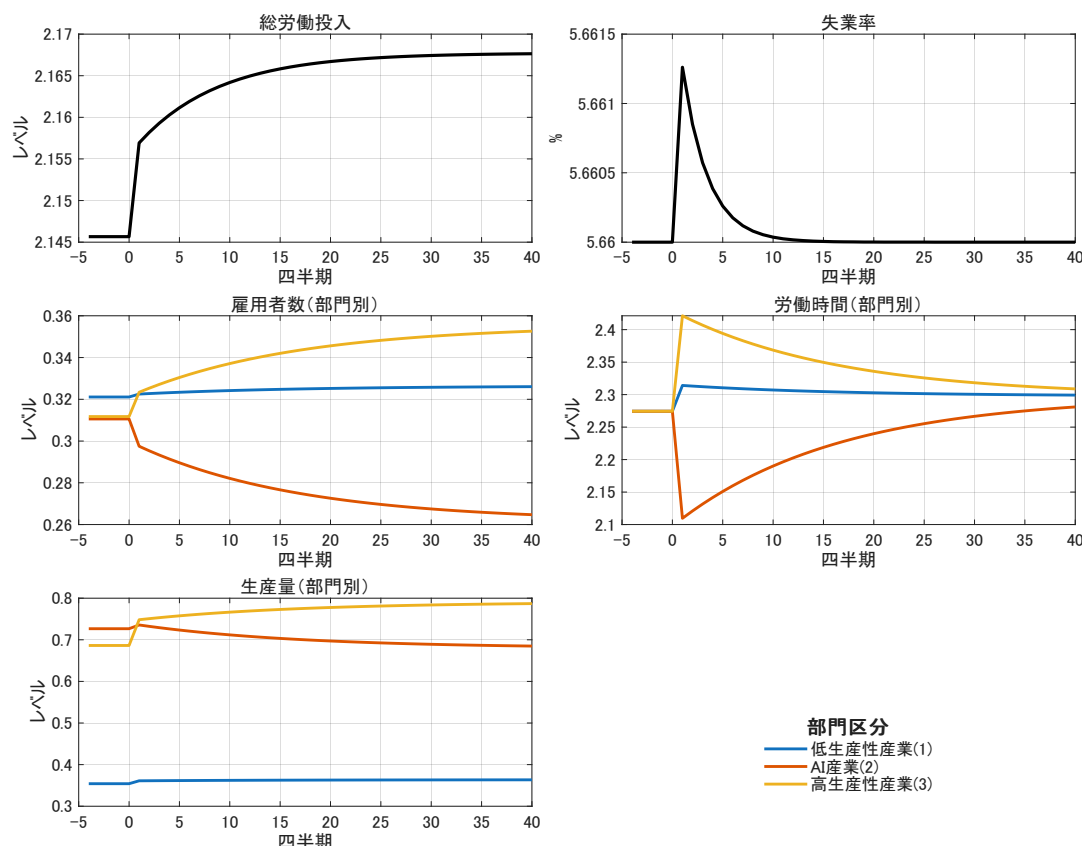 総労働投入
2.17
2.165
2.16
2.155
2.15
2.145
レベル
-5 0 5 10 15 20 25 30 35 40
四半期
失業率
5.6615
5.661
5.6605
5.66
%
-5 0 5 10 15 20 25 30 35 40
四半期
雇用者数(部門別)
0.36
0.34
0.32
0.3
0.28
0.26
レベル
-5 0 5 10 15 20 25 30 35 40
四半期
労働時間(部門別)
2.4
2.35
2.3
2.25
2.2
2.15
2.1
レベル
-5 0 5 10 15 20 25 30 35 40
四半期
生産量(部門別)
0.8
0.7
0.6
0.5
0.4
0.3
レベル
-5 0 5 10 15 20 25 30 35 40
四半期
部門区分
低生産性産業(1)
AI産業(2)
高生産性産業(3)